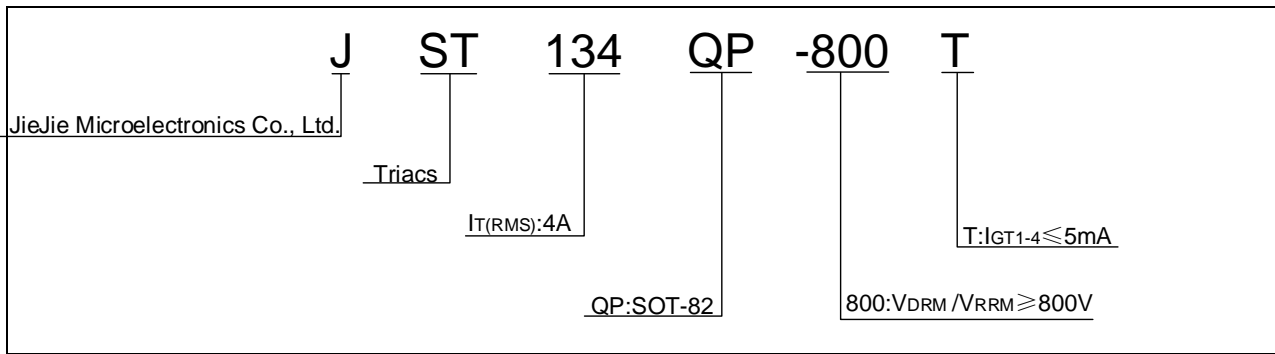 J ST 134 QP -800 T
JieJie Microelectronics Co., Ltd.
Triacs
IT(RMS):4A
T:IGT1-4≤5mA
QP:SOT-82
800:VDRM /VRRM≥800V